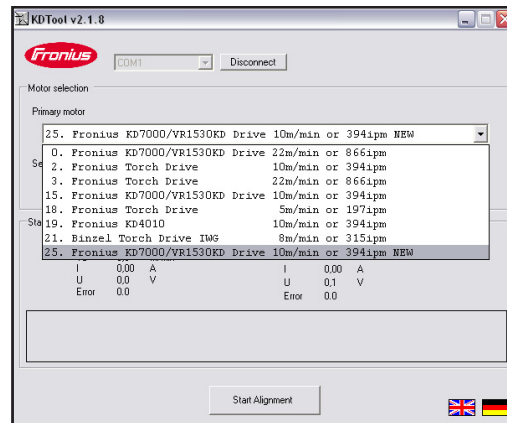 KDTool v2.1.8
Fronius
COM1
Disconnect
Motor selection
Primary motor
25. Fronius KD7000/VR1530KD Drive 10m/min or 394ipm NEW
0. Fronius KD7000/VR1530KD Drive 22m/min or 866ipm
2. Fronius Torch Drive 10m/min or 394ipm
3. Fronius Torch Drive 22m/min or 866ipm
15. Fronius KD7000/VR1530KD Drive 10m/min or 394ipm
18. Fronius Torch Drive 5m/min or 197ipm
19. Fronius KD4010 10m/min or 394ipm
21. Binzel Torch Drive IWG 8m/min or 315ipm
25. Fronius KD7000/VR1530KD Drive 10m/min or 394ipm NEW
I 0,00 A I 0,00 A
U 0,0 V U 0,1 V
Error 0.0 Error 0.0
Start Alignment